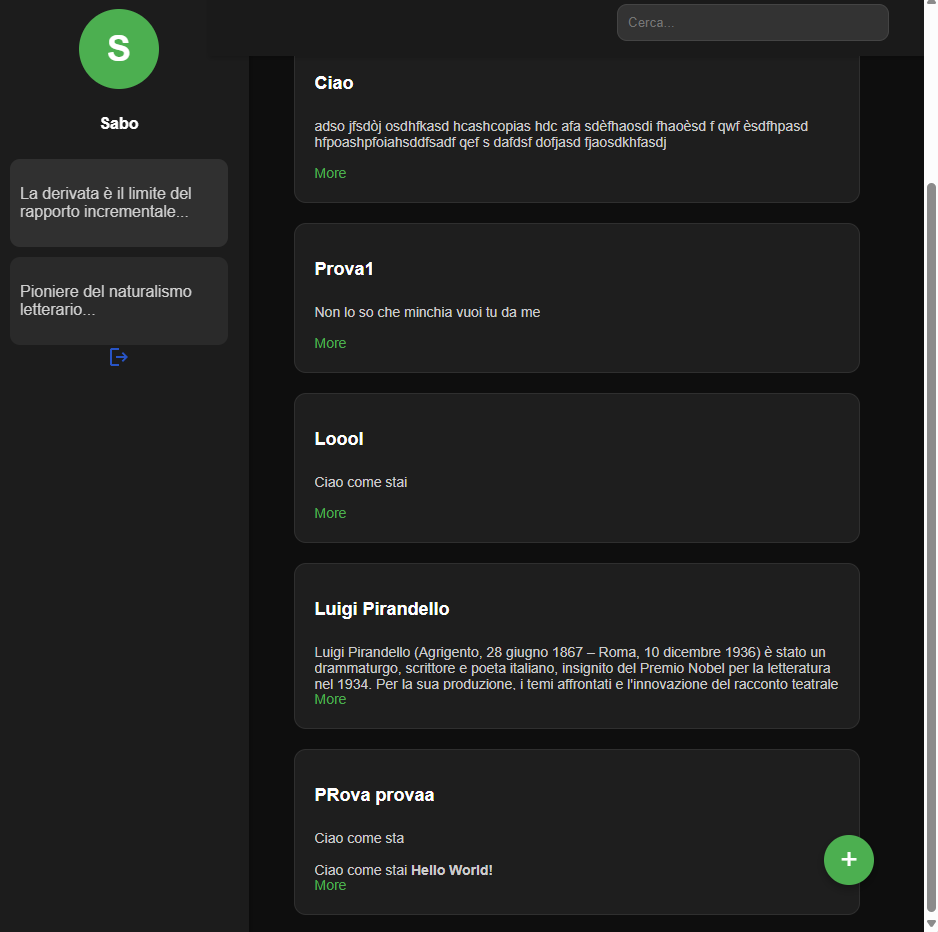 S
Sabo
La derivata è il limite del
rapporto incrementale...
Pioniere del naturalismo
letterario...
Cerca...
Ciao
adso jfsdòj osdhfkasd hcashcopias hdc afa sdèfhaosdi fhaoèsd f qwf èsdfhpasd
hfpoashpfoiahsddfsadf qef s dafdsf dofjasd fjaosdkhfasdj
More
Prova1
Non lo so che minchia vuoi tu da me
More
Loool
Ciao come stai
More
Luigi Pirandello
Luigi Pirandello (Agrigento, 28 giugno 1867 – Roma, 10 dicembre 1936) è stato un
drammaturgo, scrittore e poeta italiano, insignito del Premio Nobel per la letteratura
nel 1934. Per la sua produzione, i temi affrontati e l'innovazione del racconto teatrale
More
PRova provaa
Ciao come sta
Ciao come stai Hello World!
More
+